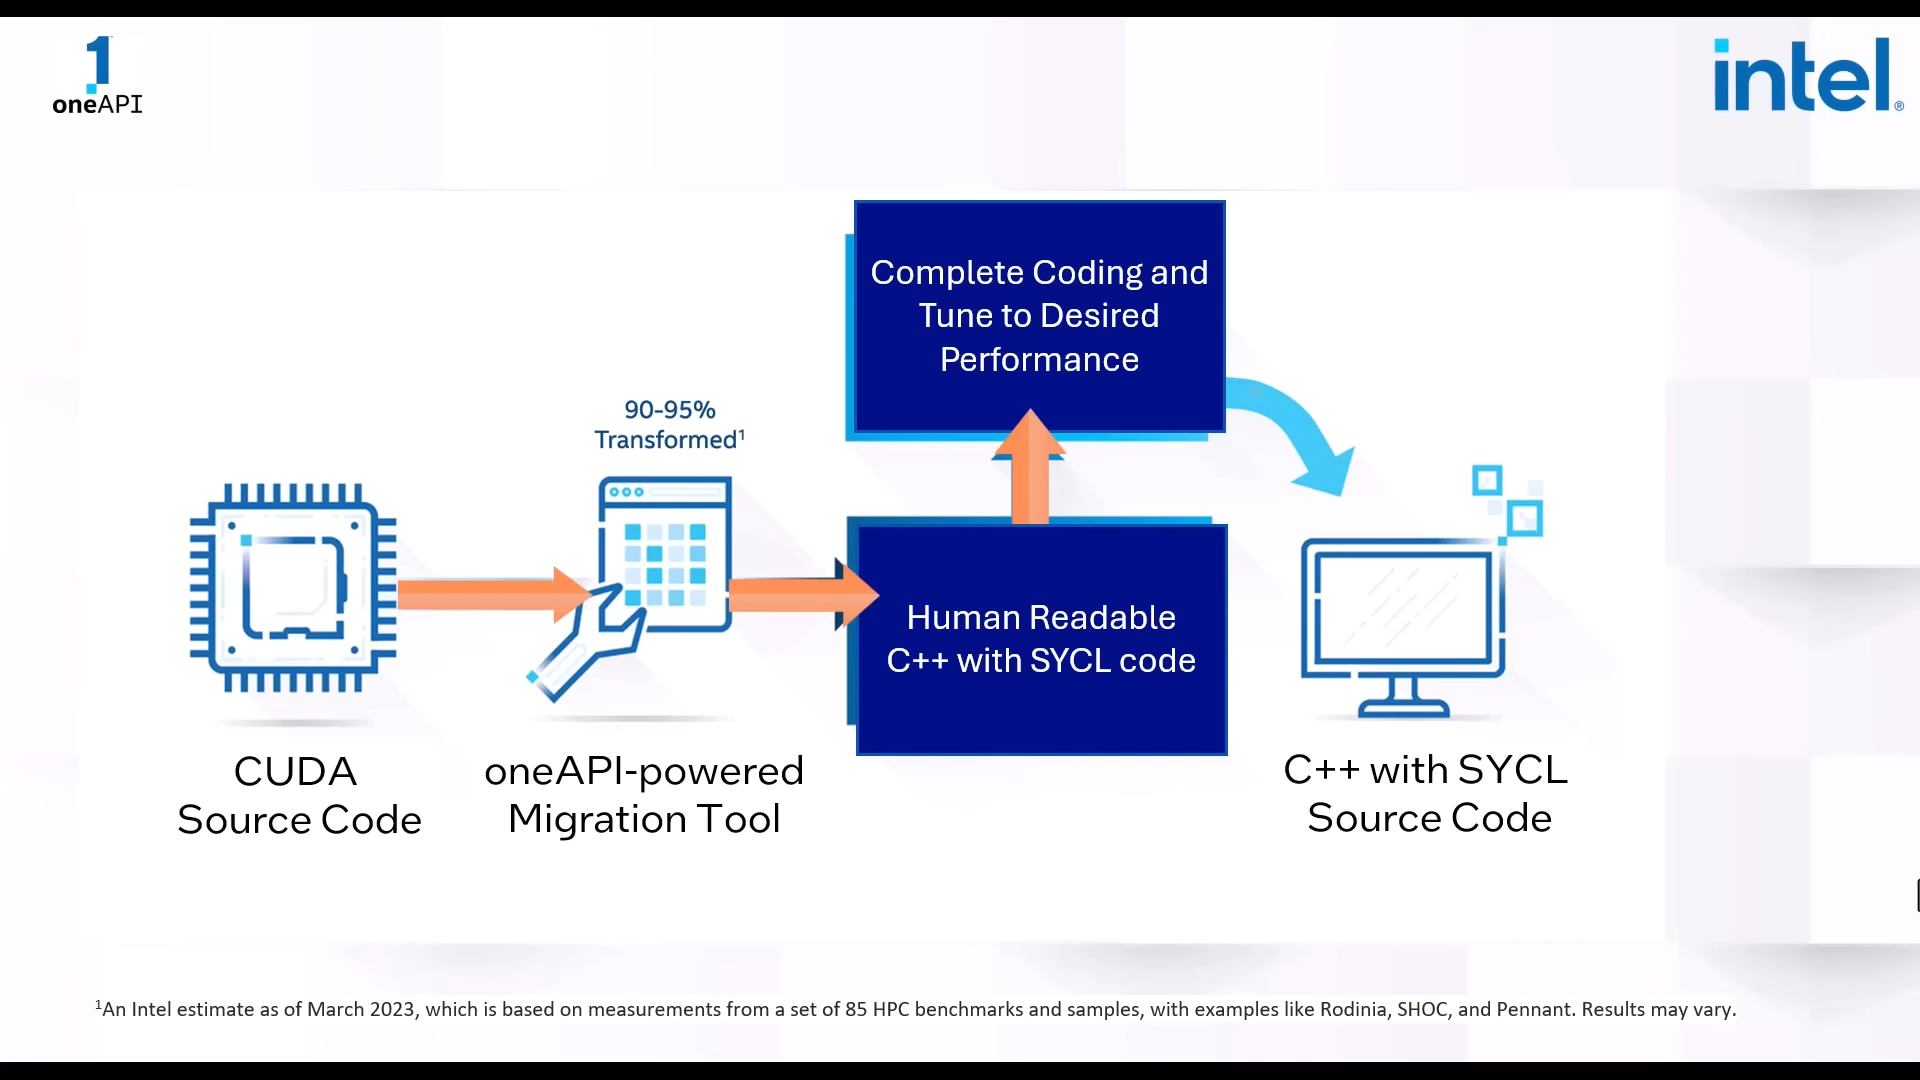 1
oneAPI
intel®
Complete Coding and
Tune to Desired
Performance
90-95%
Transformed¹
Human Readable
C++ with SYCL code
CUDA
Source Code
oneAPI-powered
Migration Tool
C++ with SYCL
Source Code
¹An Intel estimate as of March 2023, which is based on measurements from a set of 85 HPC benchmarks and samples, with examples like Rodinia, SHOC, and Pennant. Results may vary.